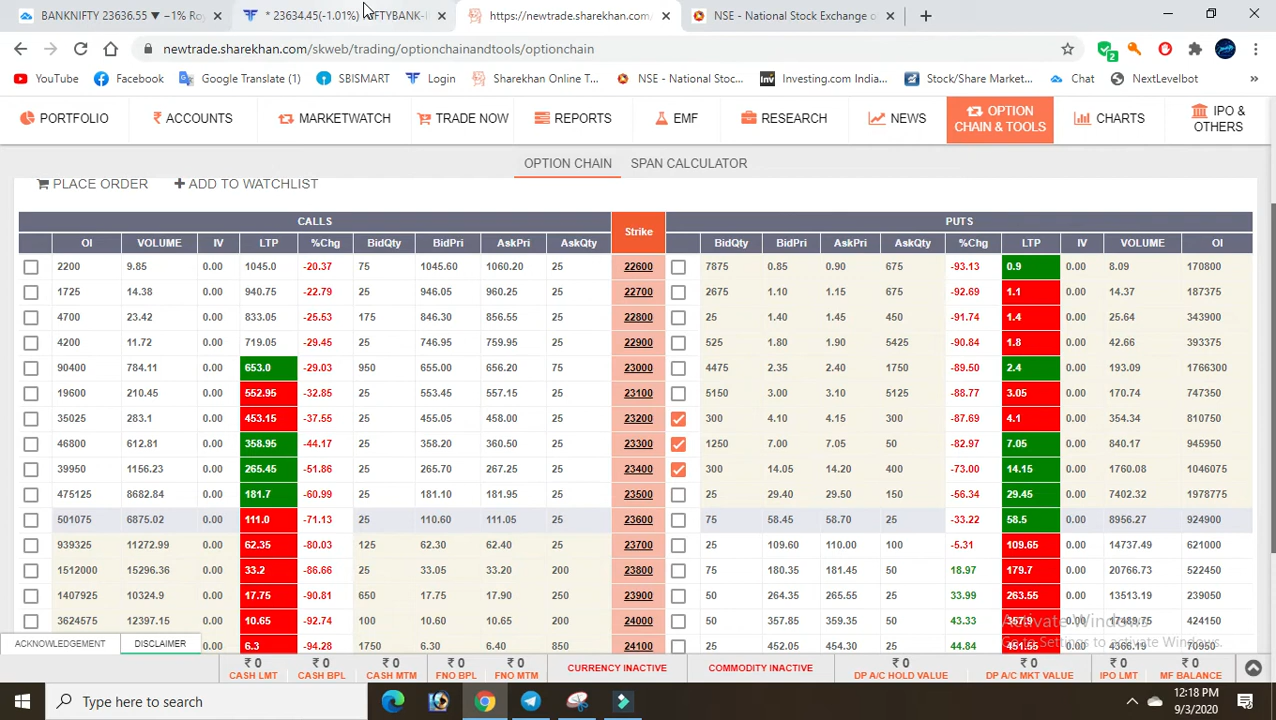 BANKNIFTY 23636.55 ▼ −1% Ro
* 23634.45(-1.01%) NIFTYBANK-
https://newtrade.sharekhan.com/
NSE - National Stock Exchange o
newtrade.sharekhan.com/skweb/trading/optionchainandtools/optionchain
2
YouTube Facebook Google Translate (1) SBISMART Login Sharekhan Online T... NSE - National Stoc... Investing.com Indi... Stock/Share Market... Chat NextLevelbot »
PORTFOLIO ACCOUNTS MARKETWATCH TRADE NOW REPORTS EMF RESEARCH NEWS OPTION CHAIN & TOOLS CHARTS IPO & OTHERS
OPTION CHAIN SPAN CALCULATOR
PLACE ORDER + ADD TO WATCHLIST
CALLS Strike PUTS
OI VOLUME IV LTP %Chg BidQty BidPri AskPri AskQty BidQty BidPri AskPri AskQty %Chg LTP IV VOLUME OI
2200 9.85 0.00 1045.0 -20.37 75 1045.60 1060.20 25 22600 7875 0.85 0.90 675 -93.13 0.9 0.00 8.09 170800
1725 14.38 0.00 940.75 -22.79 25 946.05 960.25 25 22700 2675 1.10 1.15 675 -92.69 1.1 0.00 14.37 187375
4700 23.42 0.00 833.05 -25.53 175 846.30 856.55 25 22800 25 1.40 1.45 450 -91.74 1.4 0.00 25.64 343900
4200 11.72 0.00 719.05 -29.45 25 746.95 759.95 25 22900 525 1.80 1.90 5425 -90.84 1.8 0.00 42.66 393375
90400 784.11 0.00 653.0 -29.03 950 655.00 656.20 75 23000 4475 2.35 2.40 1750 -89.50 2.4 0.00 193.09 1766300
19600 210.45 0.00 552.95 -32.85 25 553.45 557.15 25 23100 5150 3.00 3.10 5125 -88.77 3.05 0.00 170.74 747350
35025 283.1 0.00 453.15 -37.55 25 455.05 458.00 25 23200 300 4.10 4.15 300 -87.69 4.1 0.00 354.34 810750
46800 612.81 0.00 358.95 -44.17 25 358.20 360.50 25 23300 1250 7.00 7.05 50 -82.97 7.05 0.00 840.17 945950
39950 1156.23 0.00 265.45 -51.86 25 265.70 267.25 25 23400 300 14.05 14.20 400 -73.00 14.15 0.00 1760.08 1046075
475125 8682.84 0.00 181.7 -60.99 25 181.10 181.95 25 23500 25 29.40 29.50 150 -56.34 29.45 0.00 7402.32 1978775
501075 6875.02 0.00 111.0 -71.13 25 110.60 111.05 25 23600 75 58.45 58.70 25 -33.22 58.5 0.00 8956.27 924900
939325 11272.99 0.00 62.35 -80.03 125 62.30 62.40 25 23700 25 109.60 110.00 100 -5.31 109.65 0.00 14737.49 621000
1512000 15296.36 0.00 33.2 -86.66 25 33.05 33.20 200 23800 75 180.35 181.45 50 18.97 179.7 0.00 20766.73 522450
1407925 10324.9 0.00 17.75 -90.81 650 17.75 17.90 250 23900 25 264.35 265.55 25 33.99 263.55 0.00 13513.19 239050
3624575 12397.15 0.00 10.65 -92.74 100 10.60 10.65 200 24000 50 357.85 359.35 50 43.33 357.9 0.00 17489.75 424150
6.3 -94.28 1750 6.30 6.40 850 24100 25 452.05 454.30 25 44.84 451.55 0.00 4366.19 70950
Activate Windows
Go to Settings to activate Windows.
ACKNOWLEDGEMENT DISCLAIMER
₹ 0 ₹ 0 ₹ 0 ₹ 0 ₹ 0 ₹ 0 ₹ 0 ₹ 0 ₹ 0
CASH LMT CASH BPL CASH MTM FNO BPL FNO MTM CURRENCY INACTIVE COMMODITY INACTIVE DP A/C HOLD VALUE DP A/C MKT VALUE IPO LMT MF BALANCE
Type here to search
12:18 PM
9/3/2020